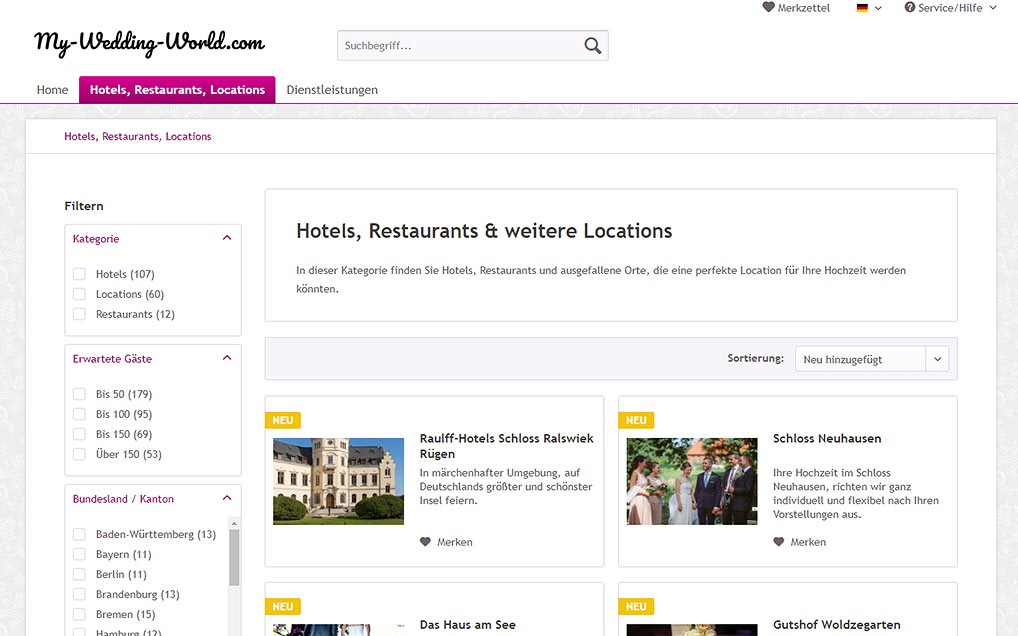 Merkzettel
Service/Hilfe
My-Wedding-World.com
Suchbegriff...
Home
Hotels, Restaurants, Locations
Dienstleistungen
Hotels, Restaurants, Locations
Filtern
Kategorie
Hotels (107)
Locations (60)
Restaurants (12)
Erwartete Gäste
Bis 50 (179)
Bis 100 (95)
Bis 150 (69)
Über 150 (53)
Bundesland / Kanton
Baden-Württemberg (13)
Bayern (11)
Berlin (11)
Brandenburg (13)
Bremen (15)
Hamburg (12)
Hotels, Restaurants & weitere Locations
In dieser Kategorie finden Sie Hotels, Restaurants und ausgefallene Orte, die eine perfekte Location für Ihre Hochzeit werden
könnten.
Sortierung:
Neu hinzugefügt
NEU
Raulff-Hotels Schloss Ralswiek
Rügen
In märchenhafter Umgebung, auf
Deutschlands größter und schönster
Insel feiern.
Merken
NEU
Schloss Neuhausen
Ihre Hochzeit im Schloss
Neuhausen, richten wir ganz
individuell und flexibel nach Ihren
Vorstellungen aus.
Merken
NEU
Das Haus am See
NEU
Gutshof Woldzegarten